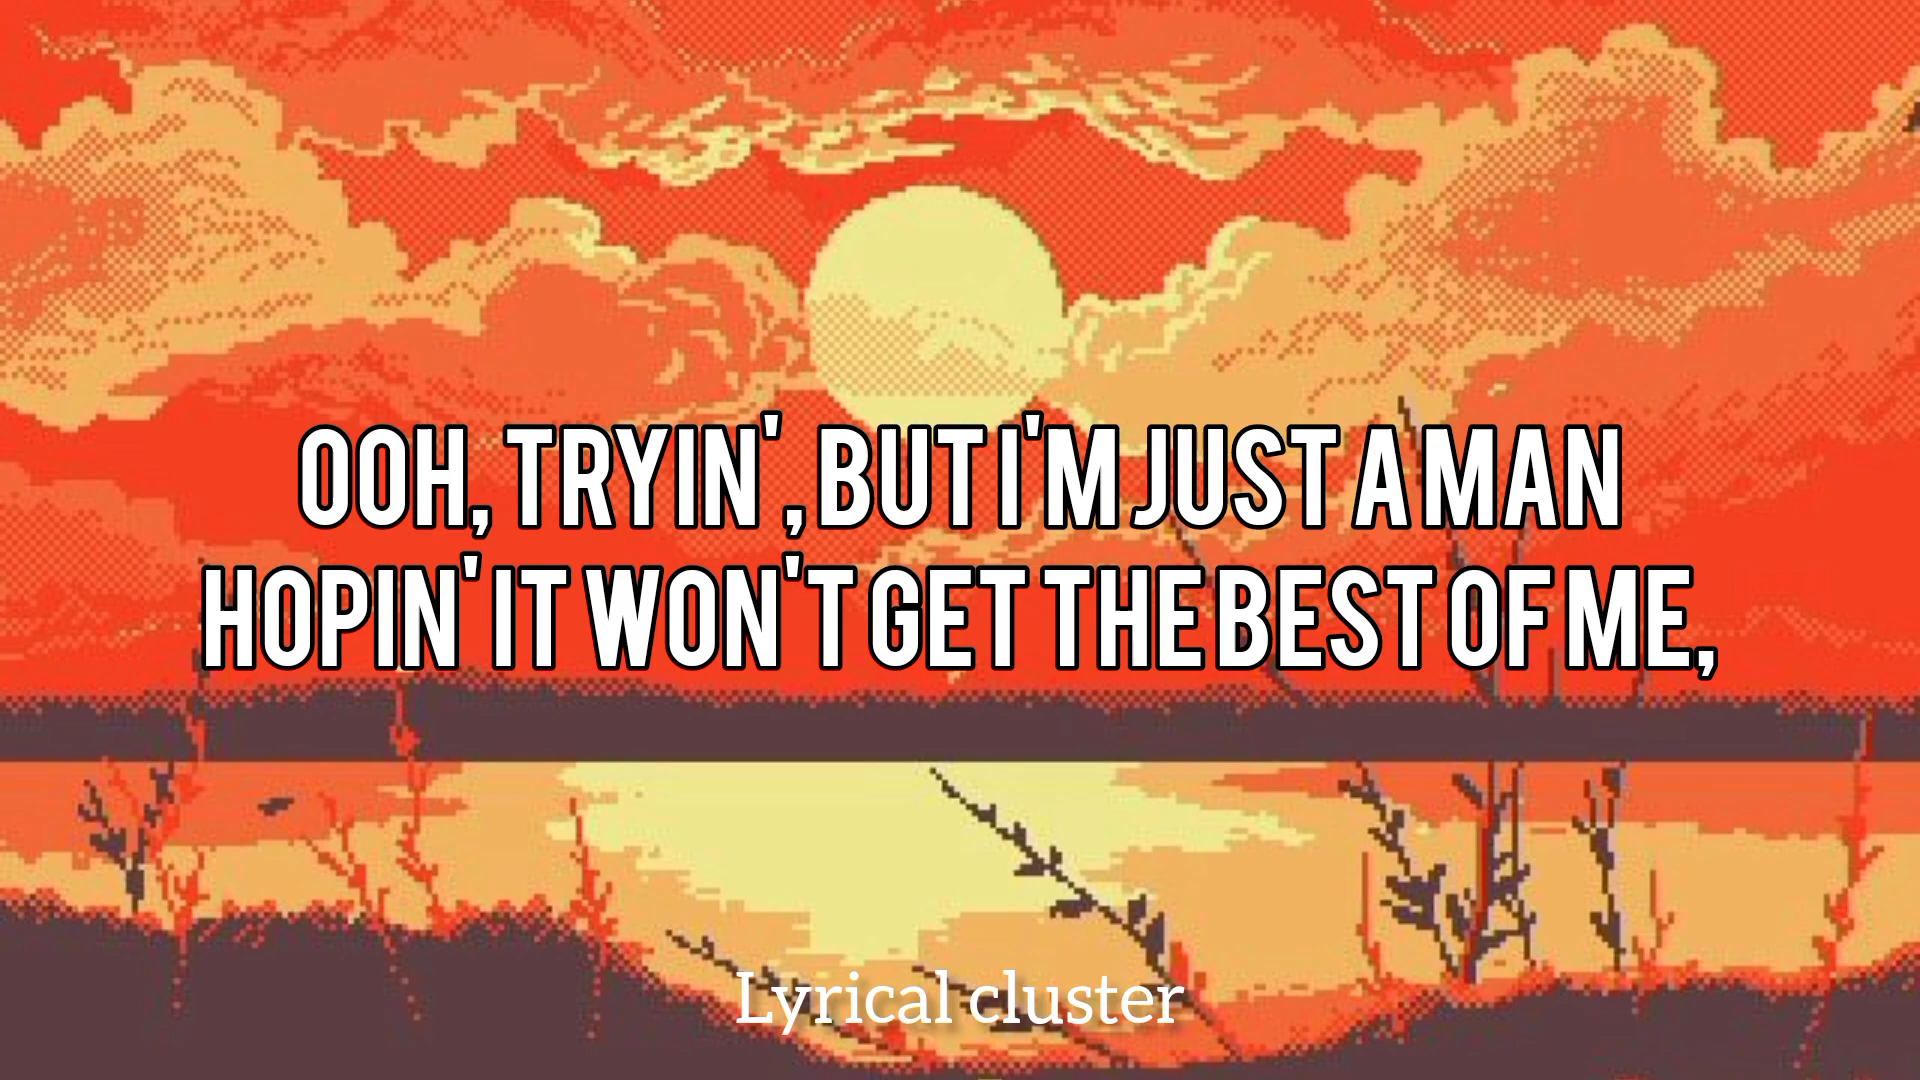 OOH, TRYIN', BUT I'M JUST A MAN
HOPIN' IT WON'T GET THE BEST OF ME,
Lyrical cluster